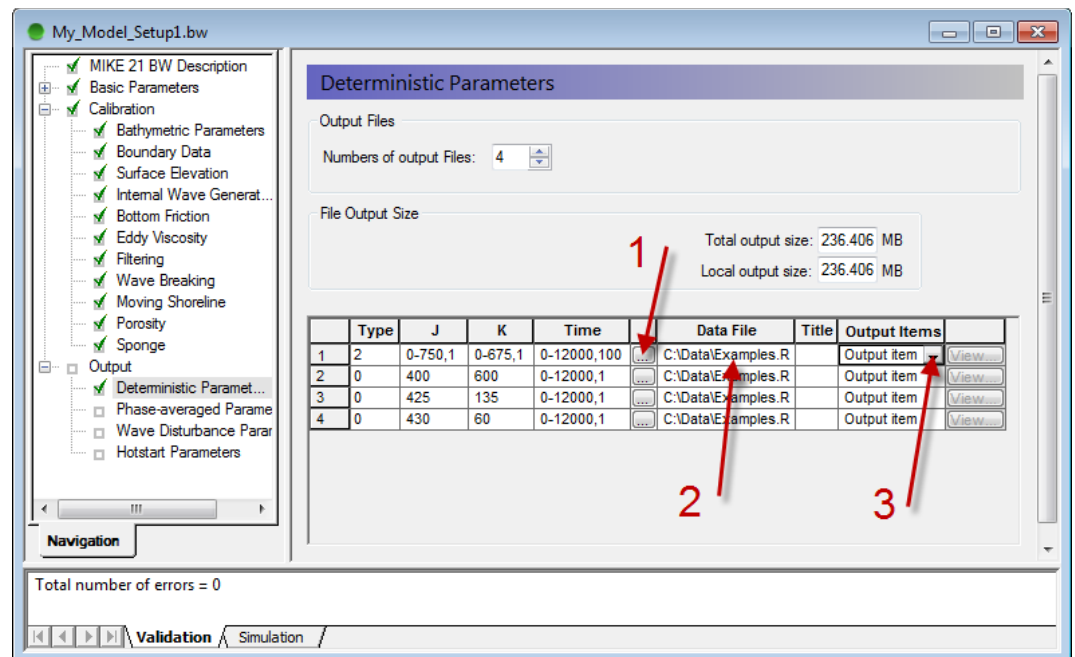 My_Model_Setup1.bw
MIKE 21 BW Description
Basic Parameters
Calibration
Bathymetric Parameters
Boundary Data
Surface Elevation
Internal Wave Generat...
Bottom Friction
Eddy Viscosity
Filtering
Wave Breaking
Moving Shoreline
Porosity
Sponge
Output
Deterministic Paramet...
Phase-averaged Parame
Wave Disturbance Parar
Hotstart Parameters
Navigation
Deterministic Parameters
Output Files
Numbers of output Files: 4
File Output Size
Total output size: 236.406 MB
Local output size: 236.406 MB
1
Type J K Time Data File Title Output Items
1 2 0-750,1 0-675,1 0-12000,100 ... C:\Data\Examples.R Output item View...
2 0 400 600 0-12000,1 ... C:\Data\Examples.R Output item View...
3 0 425 135 0-12000,1 ... C:\Data\Examples.R Output item View...
4 0 430 60 0-12000,1 ... C:\Data\Examples.R Output item View...
2 3
Total number of errors = 0
Validation Simulation